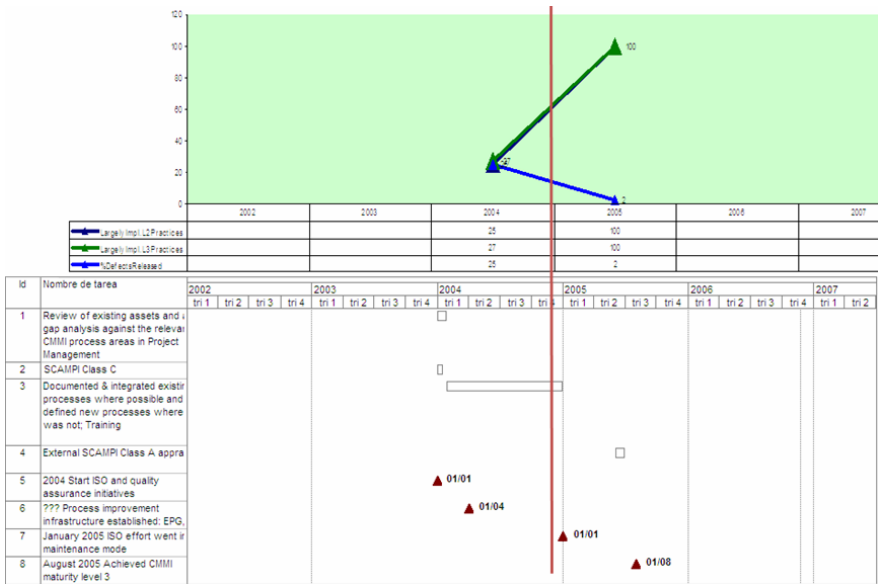 120
100
100
80
60
40
20
27
0
2
2002 2003 2004 2005 2006 2007
Largely Impl. L2 Practices 25 100
Largely Impl. L3 Practices 27 100
%DefectsReleased 25 2
Id Nombre de tarea 2002 2003 2004 2005 2006 2007
tri 1 tri 2 tri 3 tri 4 tri 1 tri 2 tri 3 tri 4 tri 1 tri 2 tri 3 tri 4 tri 1 tri 2 tri 3 tri 4 tri 1 tri 2 tri 3 tri 4 tri 1 tri 2
1 Review of existing assets and
gap analysis against the relevan
CMMI process areas in Project
Management
2 SCAMPI Class C
3 Documented & integrated existin
processes where possible and
defined new processes where
was not; Training
4 External SCAMPI Class A appra
5 2004 Start ISO and quality 01/01
assurance initiatives
6 ??? Process improvement 01/04
infrastructure established: EPG,
7 January 2005 ISO effort went in 01/01
maintenance mode
8 August 2005 Achieved CMMI 01/08
maturity level 3